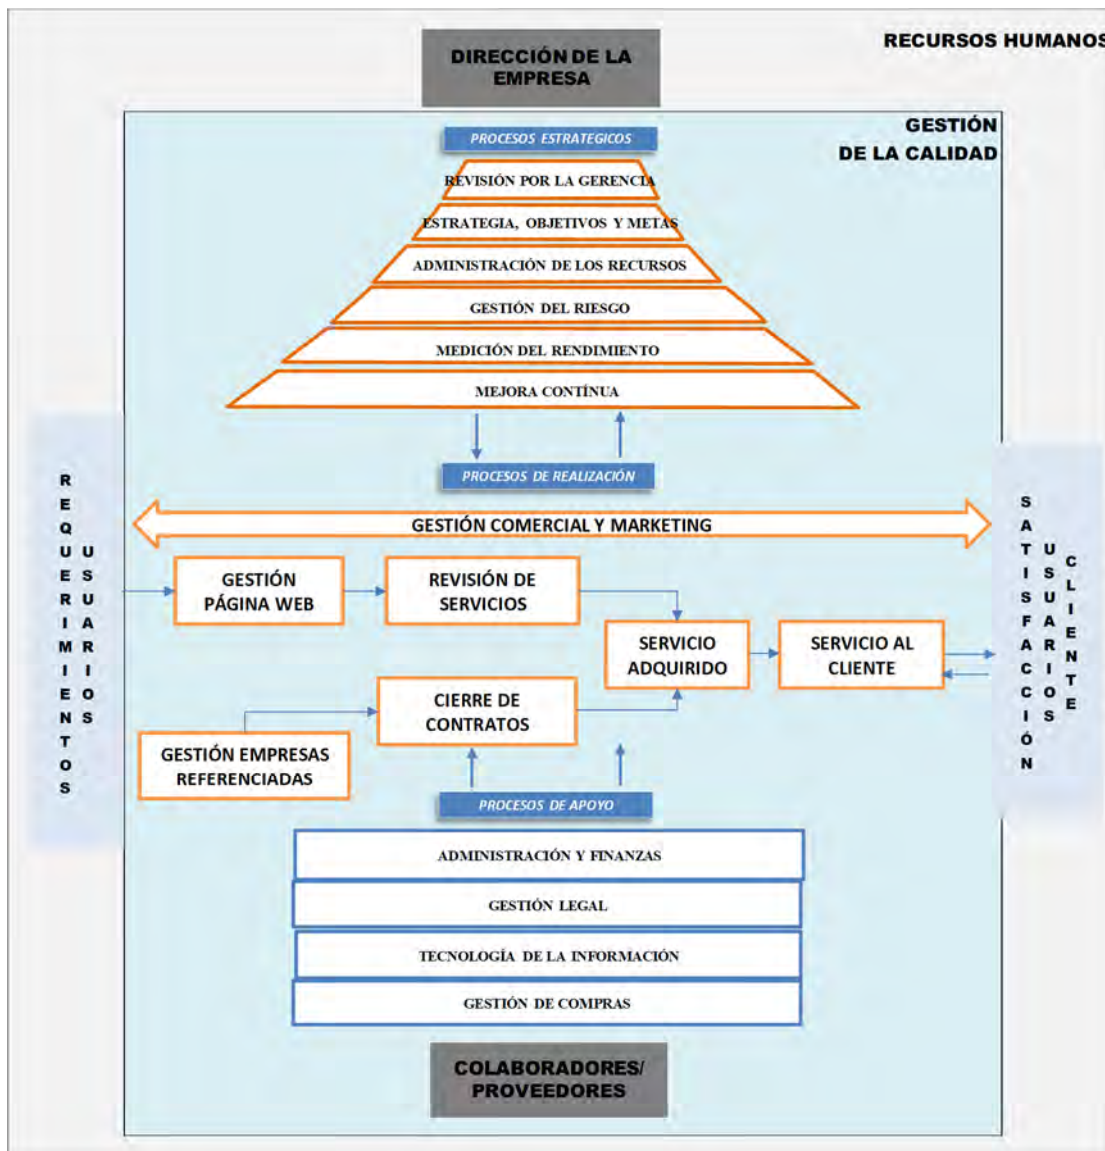 RECURSOS HUMANOS
DIRECCIÓN DE LA
EMPRESA
GESTIÓN
DE LA CALIDAD
PROCESOS ESTRATEGICOS
REVISIÓN POR LA GERENCIA
ESTRATEGIA, OBJETIVOS Y METAS
ADMINISTRACIÓN DE LOS RECURSOS
GESTIÓN DEL RIESGO
MEDICIÓN DEL RENDIMIENTO
MEJORA CONTÍNUA
PROCESOS DE REALIZACIÓN
REQUERIMIENTOS
USUARIOS
GESTIÓN COMERCIAL Y MARKETING
GESTIÓN
PÁGINA WEB
REVISIÓN DE
SERVICIOS
SERVICIO
ADQUIRIDO
SERVICIO AL
CLIENTE
CIERRE DE
CONTRATOS
GESTIÓN EMPRESAS
REFERENCIADAS
SATISFACCIÓN
USUARIOS
CLIENTE
PROCESOS DE APOYO
ADMINISTRACIÓN Y FINANZAS
GESTIÓN LEGAL
TECNOLOGÍA DE LA INFORMACIÓN
GESTIÓN DE COMPRAS
COLABORADORES/
PROVEEDORES